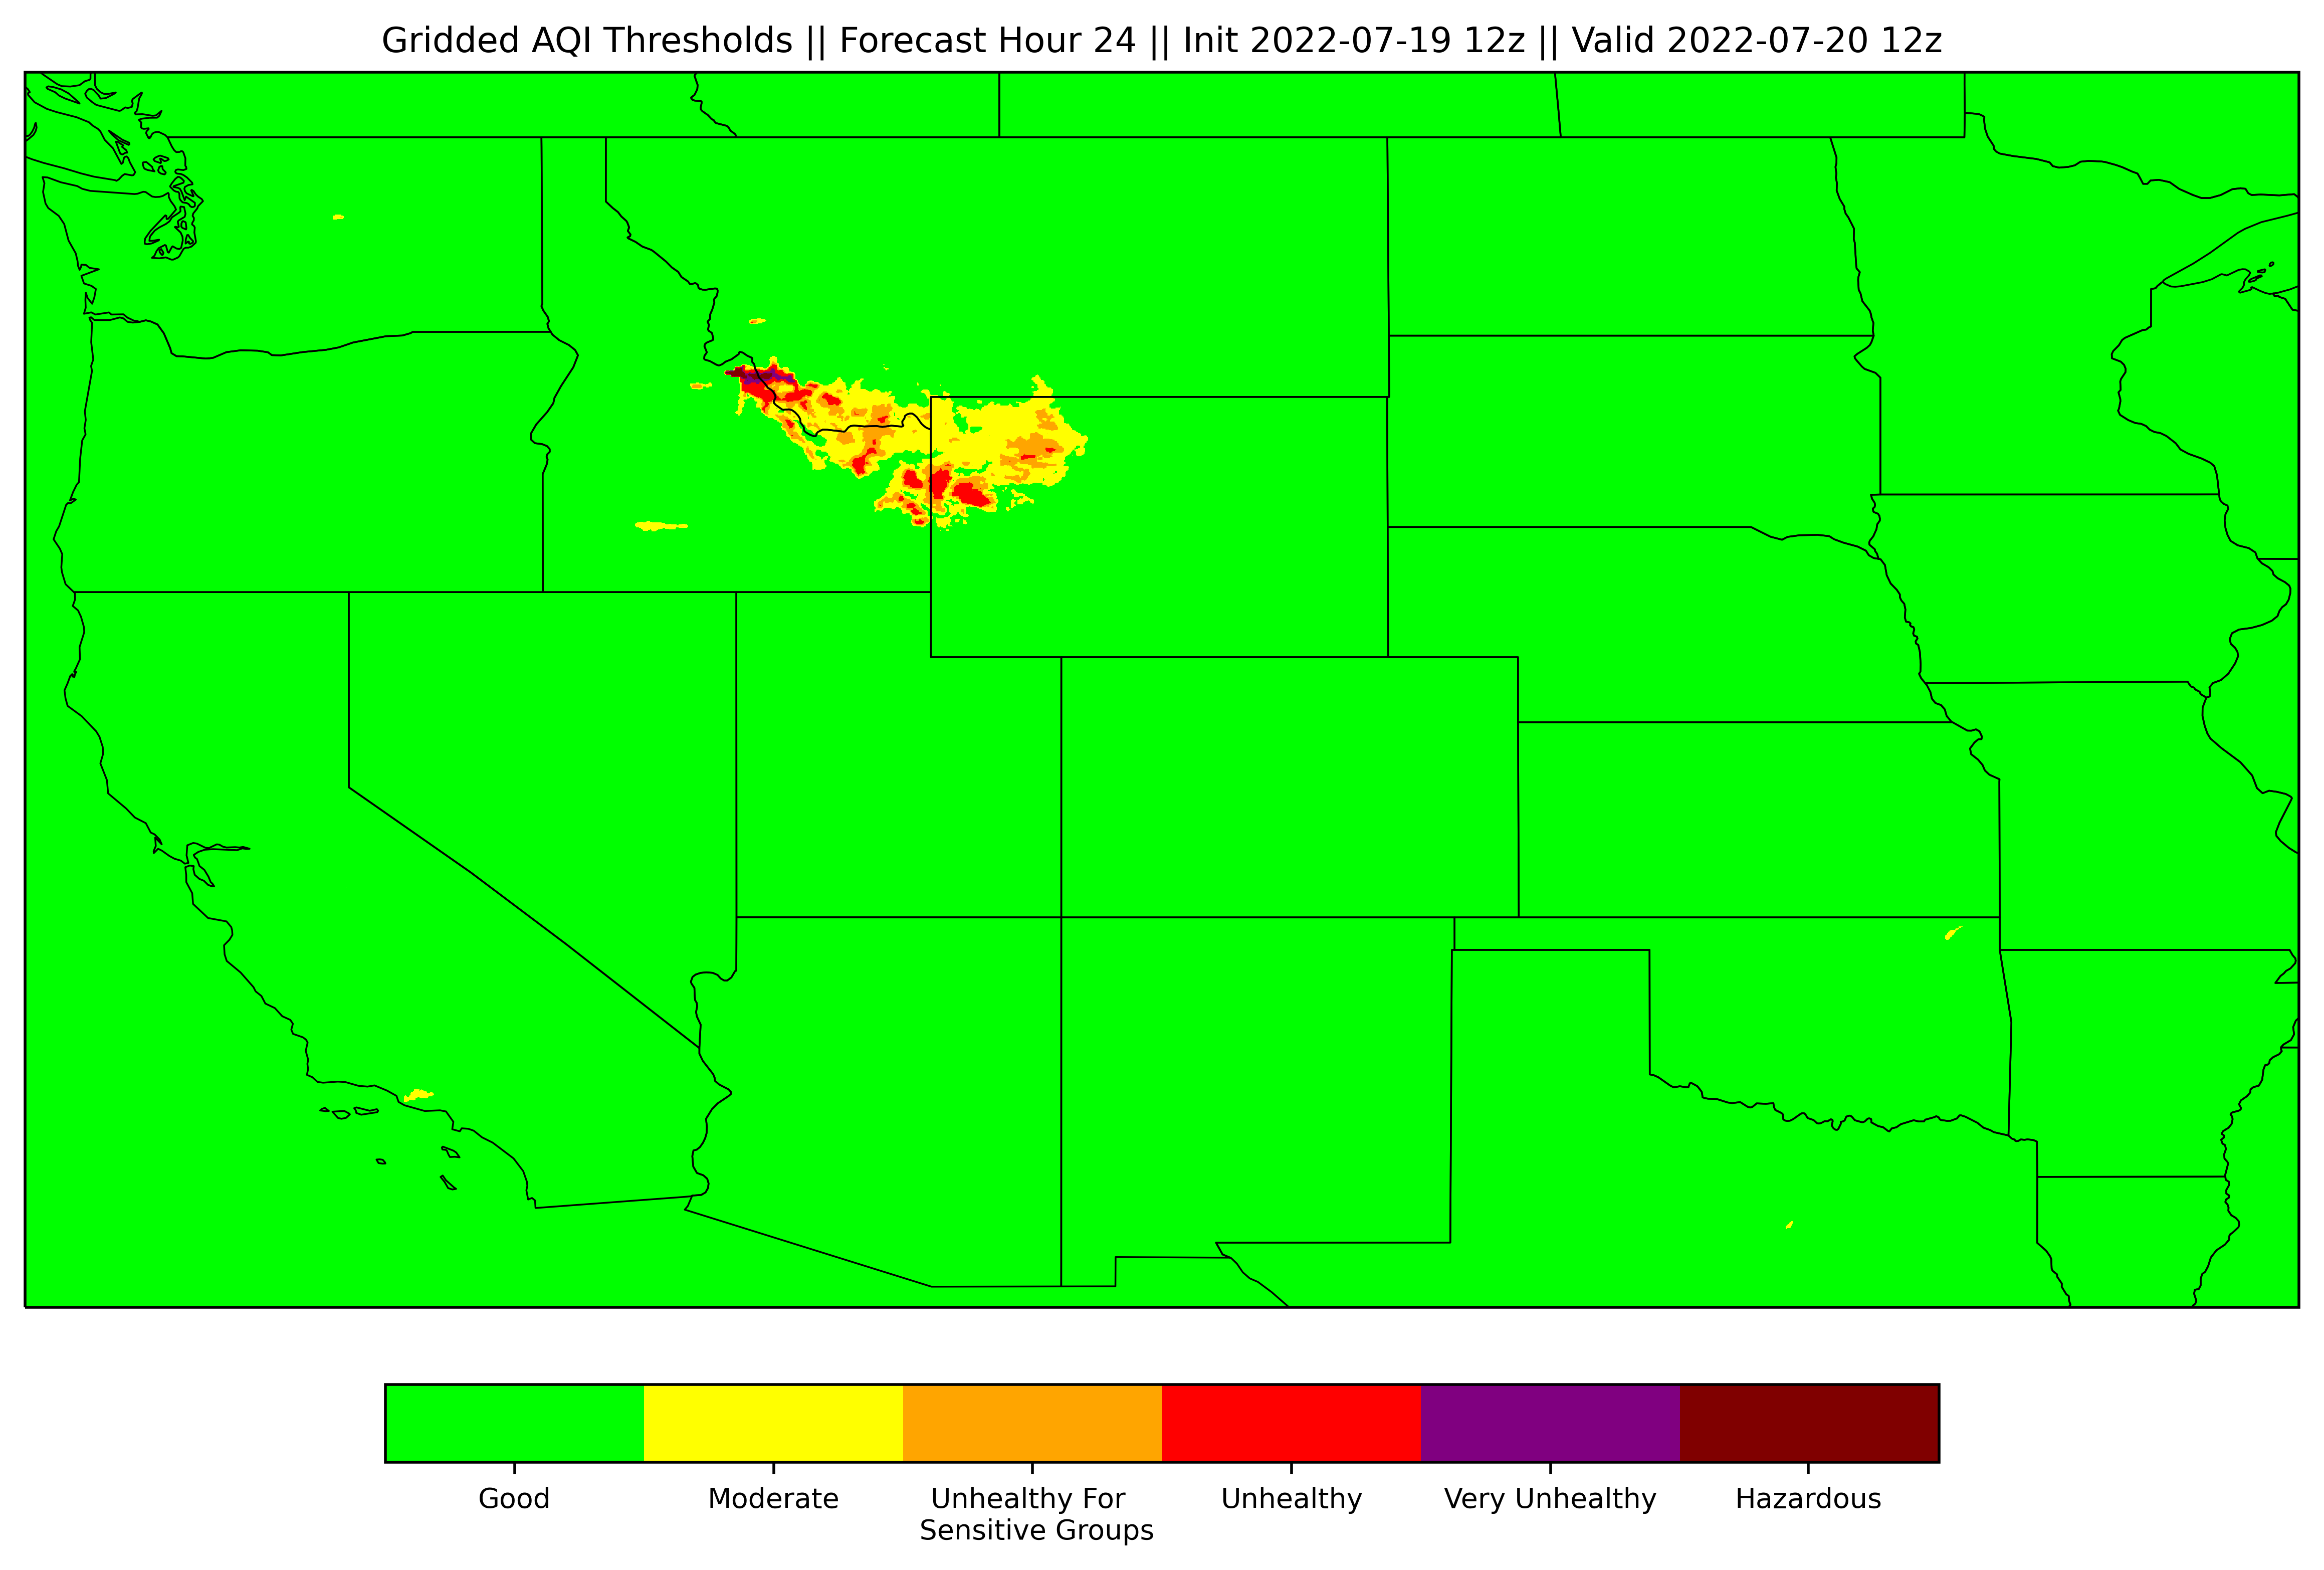 Gridded AQI Thresholds || Forecast Hour 24 || Init 2022-07-19 12z || Valid 2022-07-20 12z
Good
Moderate
Unhealthy For
Sensitive Groups
Unhealthy
Very Unhealthy
Hazardous